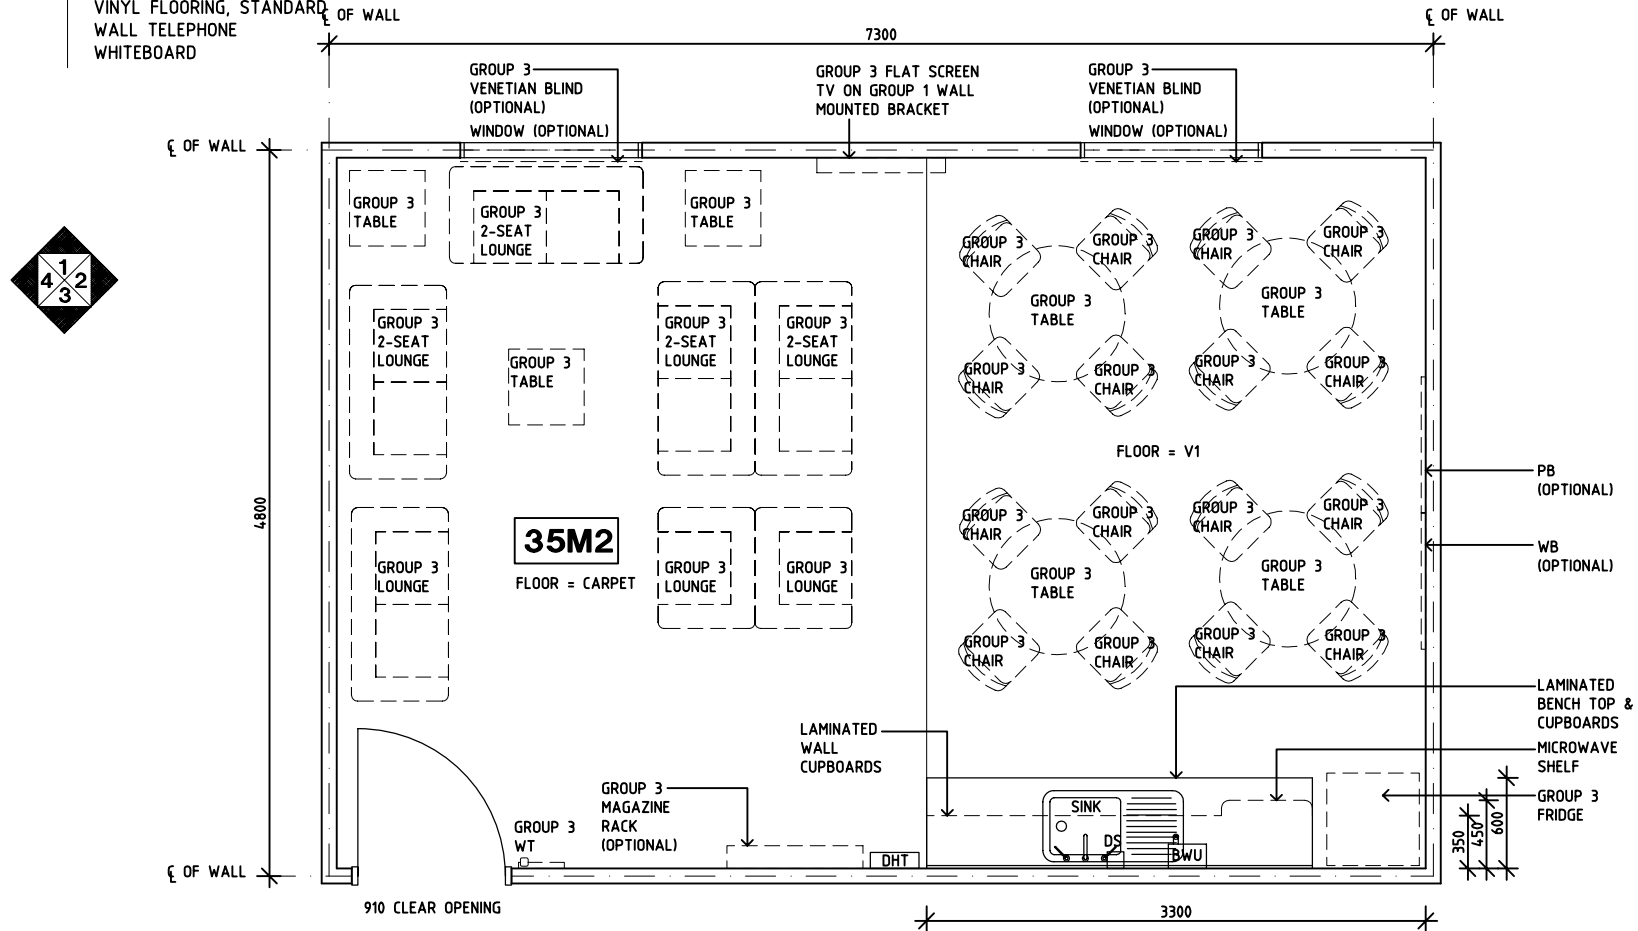 VINYL FLOORING, STANDARD
WALL TELEPHONE
WHITEBOARD
℄ OF WALL
℄ OF WALL
7300
GROUP 3
VENETIAN BLIND
(OPTIONAL)
WINDOW (OPTIONAL)
GROUP 3 FLAT SCREEN
TV ON GROUP 1 WALL
MOUNTED BRACKET
GROUP 3
VENETIAN BLIND
(OPTIONAL)
WINDOW (OPTIONAL)
℄ OF WALL
GROUP 3
TABLE
GROUP 3
2-SEAT
LOUNGE
GROUP 3
TABLE
GROUP 3
CHAIR
GROUP 3
CHAIR
GROUP 3
CHAIR
GROUP 3
CHAIR
1
4 2
3
GROUP 3
TABLE
GROUP 3
TABLE
GROUP 3
2-SEAT
LOUNGE
GROUP 3
TABLE
GROUP 3
2-SEAT
LOUNGE
GROUP 3
2-SEAT
LOUNGE
GROUP 3
CHAIR
GROUP 3
CHAIR
GROUP 3
CHAIR
GROUP 3
CHAIR
FLOOR = V1
PB
(OPTIONAL)
4800
35M2
FLOOR = CARPET
GROUP 3
CHAIR
GROUP 3
CHAIR
GROUP 3
CHAIR
GROUP 3
CHAIR
WB
(OPTIONAL)
GROUP 3
LOUNGE
GROUP 3
LOUNGE
GROUP 3
LOUNGE
GROUP 3
TABLE
GROUP 3
TABLE
GROUP 3
CHAIR
GROUP 3
CHAIR
GROUP 3
CHAIR
GROUP 3
CHAIR
LAMINATED
BENCH TOP &
CUPBOARDS
LAMINATED
WALL
CUPBOARDS
MICROWAVE
SHELF
GROUP 3
FRIDGE
GROUP 3
MAGAZINE
RACK
(OPTIONAL)
GROUP 3
WT
SINK
DS
BWU
DHT
350
450
600
℄ OF WALL
910 CLEAR OPENING
3300